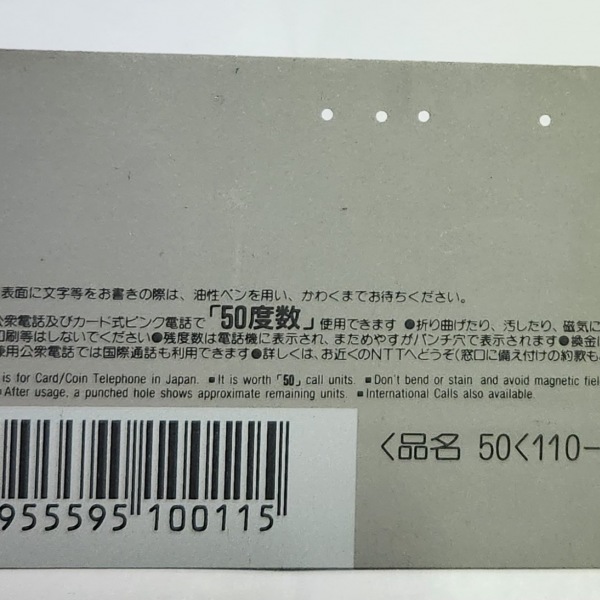 表面に文字等をお書きの際は、油性ペンを用い、かわくまでお待ちください。
公衆電話及びカード式ピンク電話で「50度数」使用できます ●折り曲げたり、汚したり、磁気に
印刷等はしないでください●残度数は電話機に表示され、まためやすがパンチ穴で表示されます●換金は
用公衆電話では国際通話も利用できます●詳しくは、お近くのNTTへどうぞ(窓口に備え付けの約款も
is for Card/Coin Telephone in Japan. ■ It is worth「50」call units. ■ Don't bend or stain and avoid magnetic fiel
■ After usage, a punched hole shows approximate remaining units. ■ International Calls also available.
955595 100115
<品名 50<110-